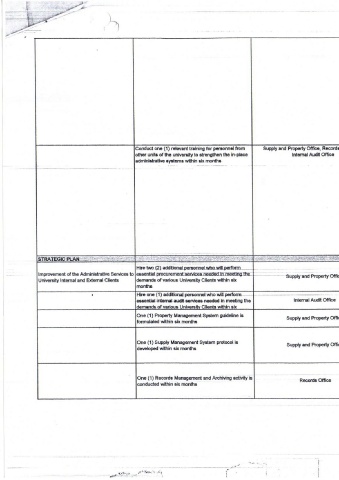 Conduct one (1) relevant training for personnel from
other units of the university to strengthen the in-place
administrative systems within six months
Supply and Property Office, Records
Internal Audit Office
STRATEGIC PLAN
Improvement of the Administrative Services to
University Internal and External Clients
Hire two (2) additional personnel who will perform
essential procurement services needed in meeting the
demands of various University Clients within six
months
Supply and Property Offic
Hire one (1) additional personnel who will perform
essential internal audit services needed in meeting the
demands of various University Clients within six
Internal Audit Office
One (1) Property Management System guideline is
formulated within six months
Supply and Property Offic
One (1) Supply Management System protocol is
developed within six months
Supply and Property Offic
One (1) Records Management and Archiving activity is
conducted within six months
Records Office